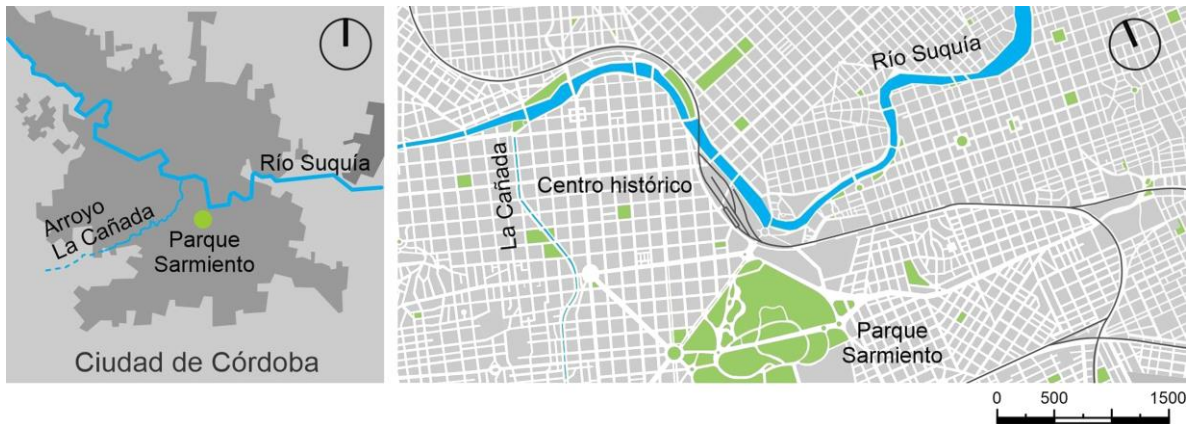 Río Suquía
Arroyo
La Cañada
Parque
Sarmiento
Ciudad de Córdoba
Río Suquía
La Cañada
Centro histórico
Parque
Sarmiento
0 500 1500